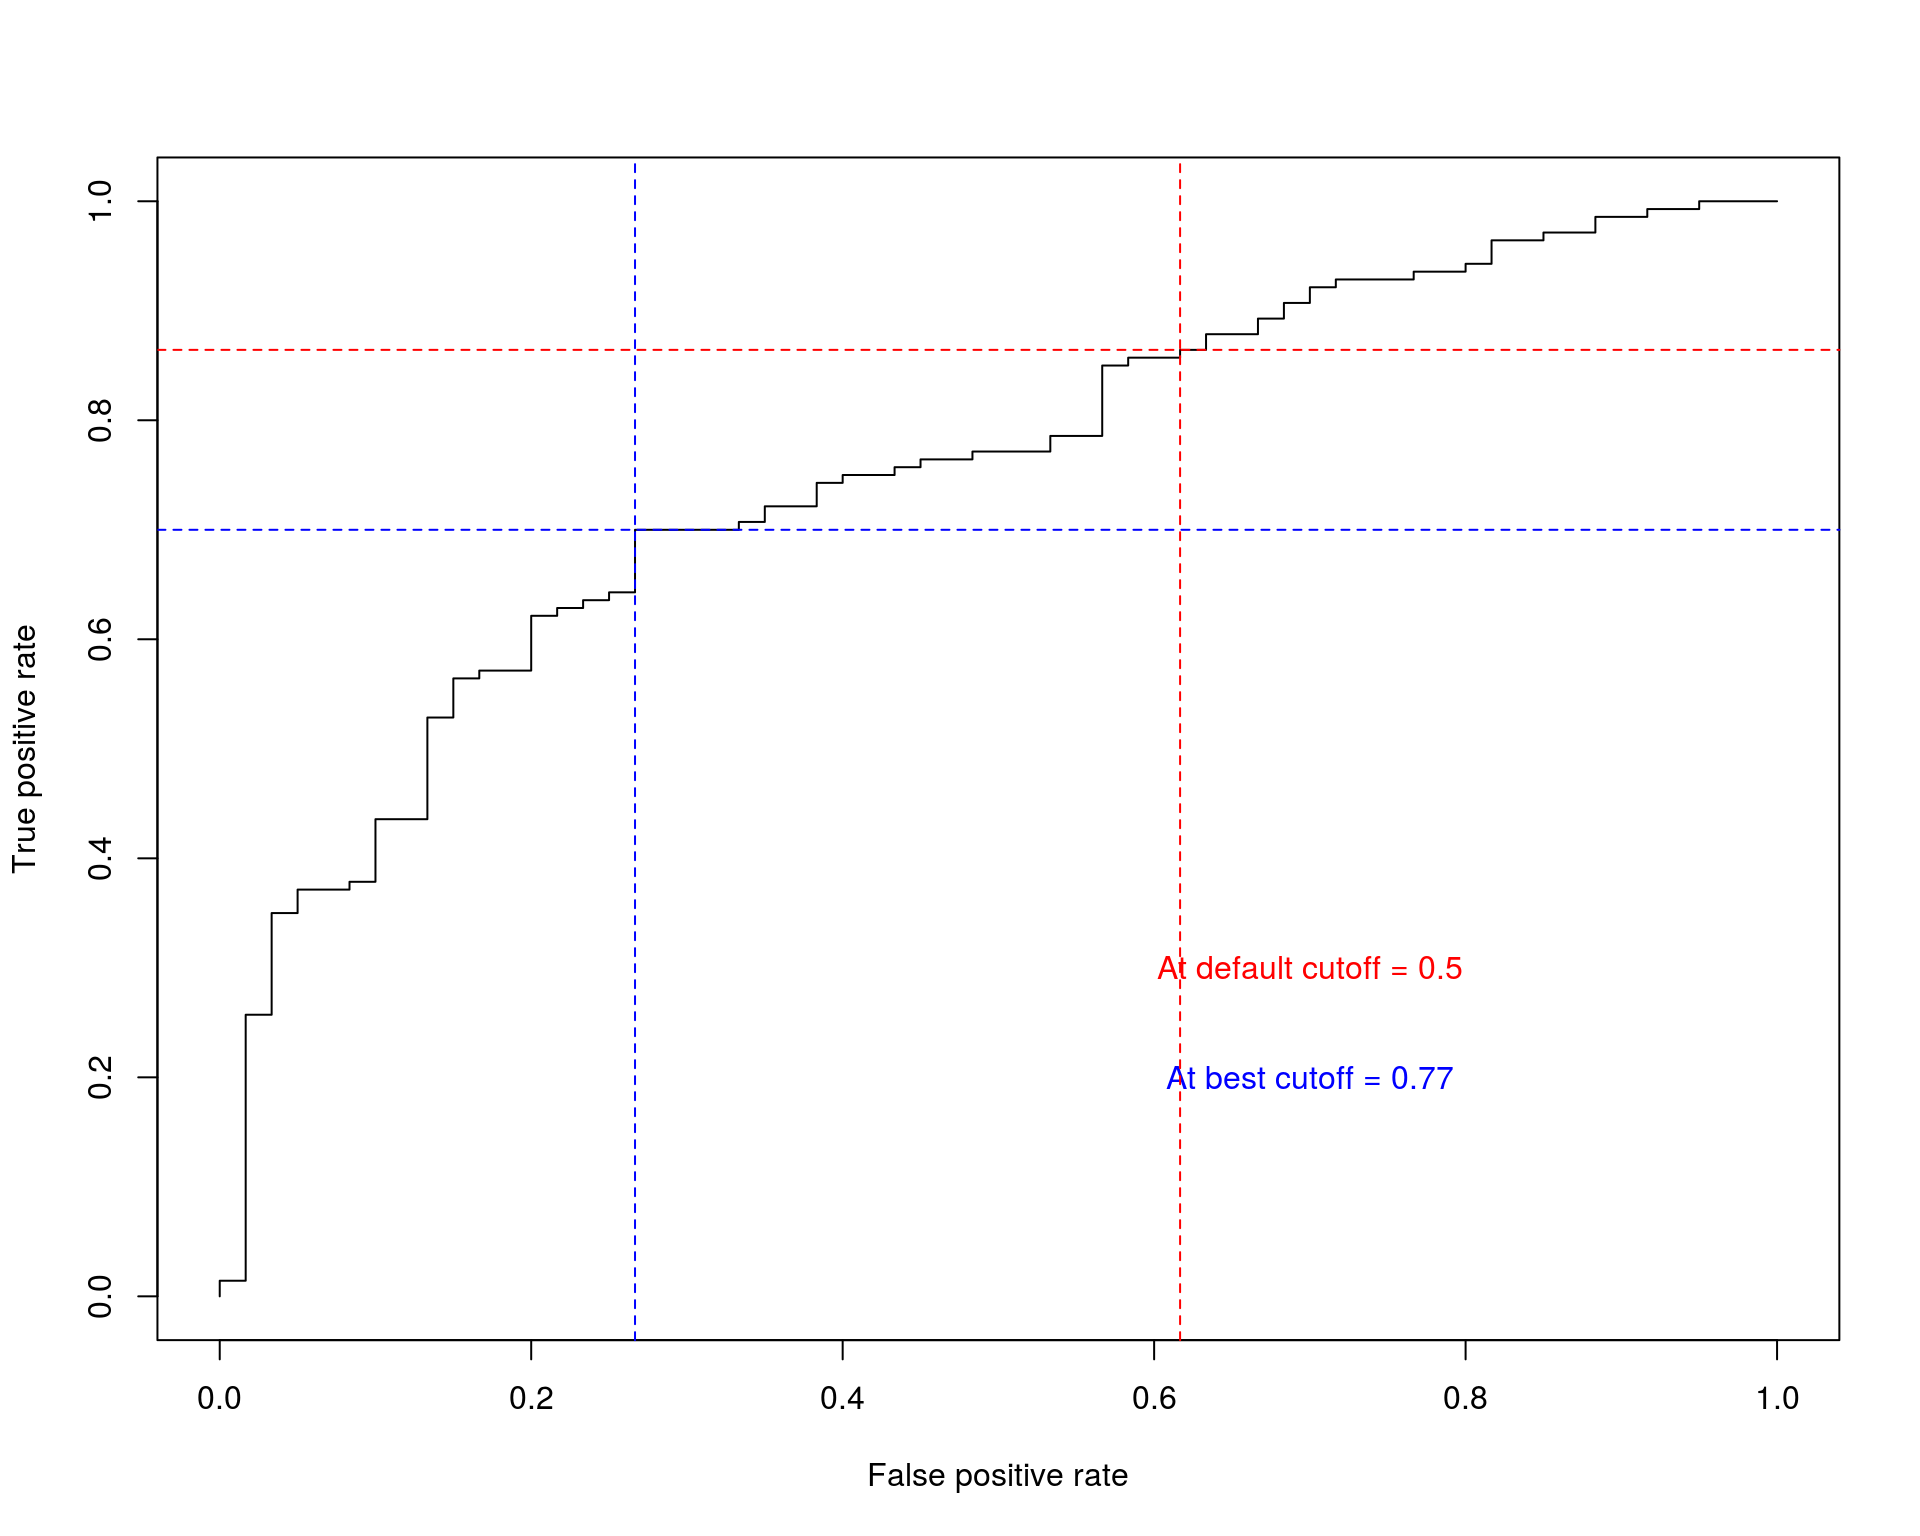 1.0
0.8
0.6
0.4
0.2
0.0
True positive rate
At default cutoff = 0.5
At best cutoff = 0.77
0.0 0.2 0.4 0.6 0.8 1.0
False positive rate